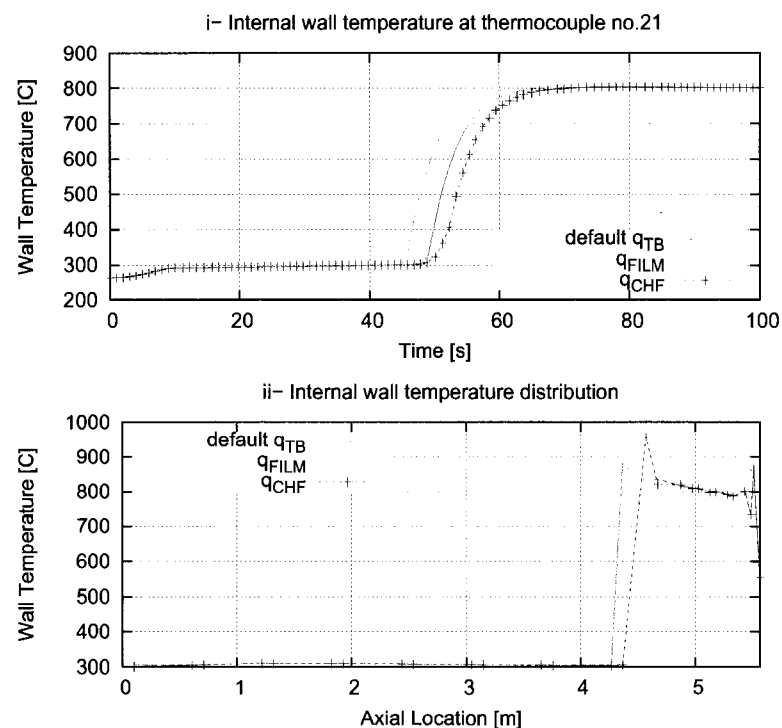 i– Internal wall temperature at thermocouple no.21
Wall Temperature [C]
900
800
700
600
500
400
300
200
default qTB
qFILM
qCHF
0 20 40 60 80 100
Time [s]
ii– Internal wall temperature distribution
Wall Temperature [C]
1000
900
800
700
600
500
400
300
default qTB
qFILM
qCHF
0 1 2 3 4 5
Axial Location [m]